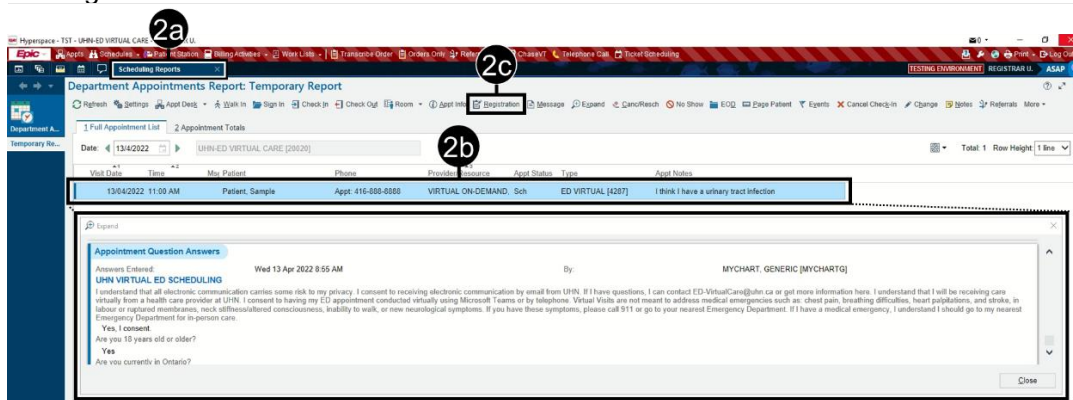 2a
Hyperspace - TST - UHN-ED VIRTUAL CARE - U.
Epic Appts Schedules Patient Station Billing Activities Work Lists Transcribe Order Orders Only ChaseVT Telephone Call Ticket Scheduling Print Log Out
Scheduling Reports TESTING ENVIRONMENT REGISTRAR U. ASAP
2c
Department Appointments Report: Temporary Report
Refresh Settings Appt Desk Walk In Sign in Check In Check Out Room Appt Info Registration Message Expand Canc/Resch No Show EOD Page Patient Events Cancel Check-In Change Notes Referrals More
Department A...
1 Full Appointment List 2 Appointment Totals
Temporary Re...
Date: 13/4/2022 UHN-ED VIRTUAL CARE [20020] Total: 1 Row Height: 1 line
2b
Visit Date Time Msg Patient Phone Provider/Resource Appt Status Type Appt Notes
13/04/2022 11:00 AM Patient, Sample Appt: 416-888-8888 VIRTUAL ON-DEMAND, Sch ED VIRTUAL [4287] I think I have a urinary tract infection
Expand
Appointment Question Answers
Answers Entered: Wed 13 Apr 2022 8:55 AM By: MYCHART, GENERIC [MYCHARTG]
UHN VIRTUAL ED SCHEDULING
I understand that all electronic communication carries some risk to my privacy. I consent to receiving electronic communication by email from UHN. If I have questions, I can contact ED-VirtualCare@uhn.ca or get more information here. I understand that I will be receiving care
virtually from a health care provider at UHN. I consent to having my ED appointment conducted virtually using Microsoft Teams or by telephone. Virtual Visits are not meant to address medical emergencies such as: chest pain, breathing difficulties, heart palpitations, and stroke, in
labour or ruptured membranes, neck stiffness/altered consciousness, inability to walk, or new neurological symptoms. If you have these symptoms, please call 911 or go to your nearest Emergency Department. If I have a medical emergency, I understand I should go to my nearest
Emergency Department for in-person care.
Yes, I consent.
Are you 18 years old or older?
Yes
Are you currently in Ontario?
Close